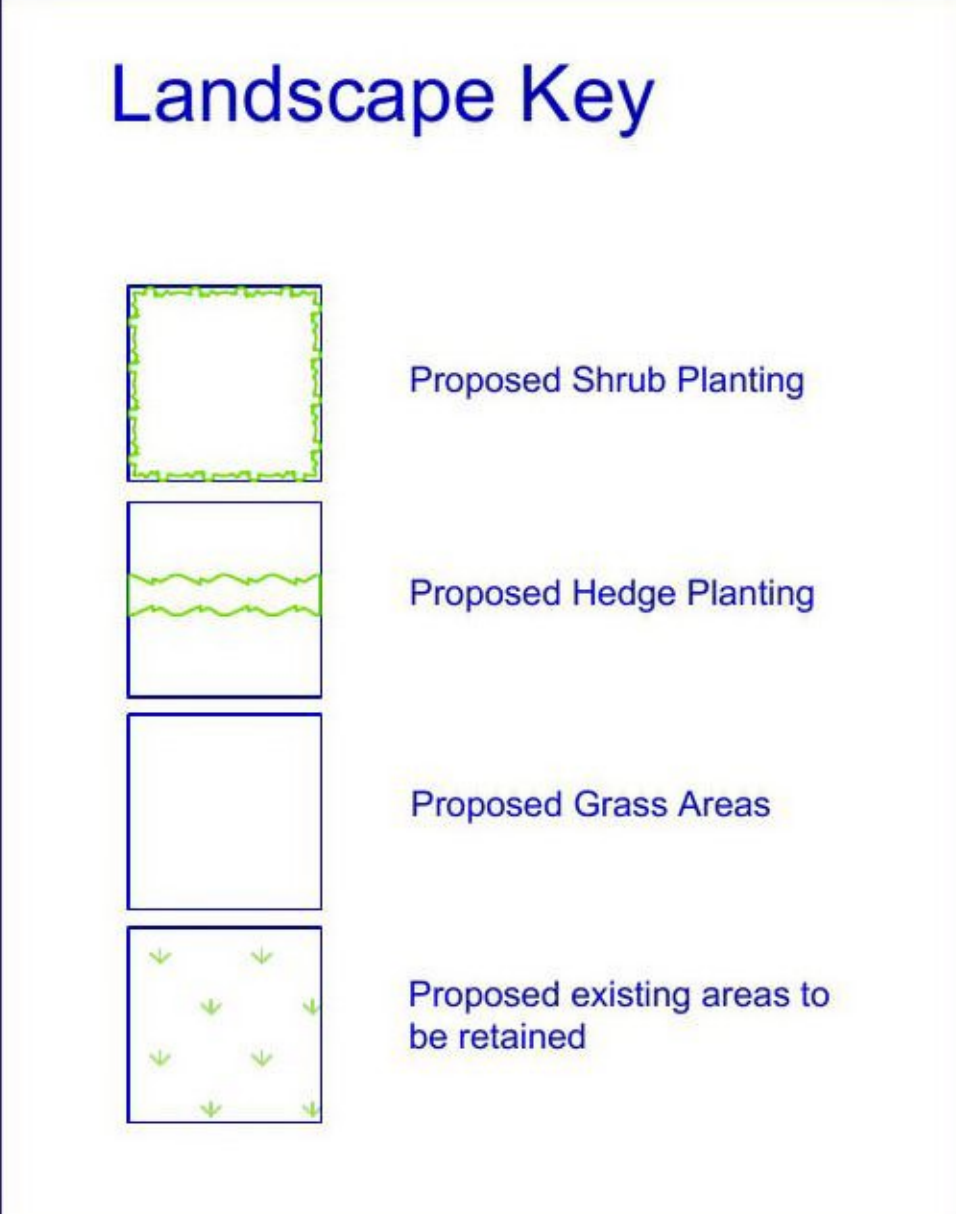 Landscape Key
Proposed Shrub Planting
Proposed Hedge Planting
Proposed Grass Areas
Proposed existing areas to
be retained